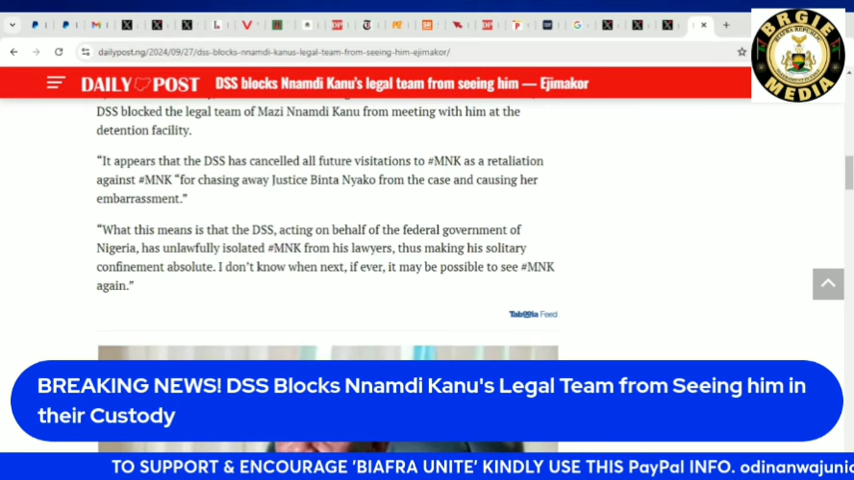 dailypost.ng/2024/09/27/dss-blocks-nnamdi-kanus-legal-team-from-seeing-him-ejimakor/
BRGIE
BIAFRA REPUBLIC
MEDIA
DAILY POST DSS blocks Nnamdi Kanu's legal team from seeing him — Ejimakor
DSS blocked the legal team of Mazi Nnamdi Kanu from meeting with him at the
detention facility.
“It appears that the DSS has cancelled all future visitations to #MNK as a retaliation
against #MNK “for chasing away Justice Binta Nyako from the case and causing her
embarrassment.”
“What this means is that the DSS, acting on behalf of the federal government of
Nigeria, has unlawfully isolated #MNK from his lawyers, thus making his solitary
confinement absolute. I don’t know when next, if ever, it may be possible to see #MNK
again.”
Taboola Feed
BREAKING NEWS! DSS Blocks Nnamdi Kanu's Legal Team from Seeing him in
their Custody
TO SUPPORT & ENCOURAGE 'BIAFRA UNITE' KINDLY USE THIS PayPal INFO. odinanwajunio